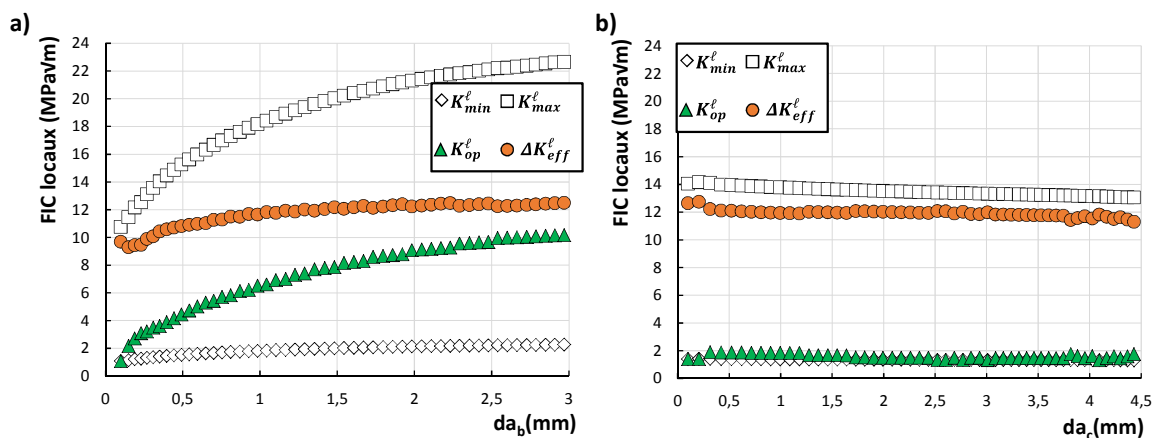 a)
FIC locaux (MPaVm)
24
22
20
18
16
14
12
10
8
6
4
2
0
K^ℓ_min K^ℓ_max
K^ℓ_op ΔK^ℓ_eff
0 0,5 1 1,5 2 2,5 3
da_b(mm)
b)
FIC locaux (MPaVm)
24
22
20
18
16
14
12
10
8
6
4
2
0
K^ℓ_min K^ℓ_max
K^ℓ_op ΔK^ℓ_eff
0 0,5 1 1,5 2 2,5 3 3,5 4 4,5
da_c(mm)